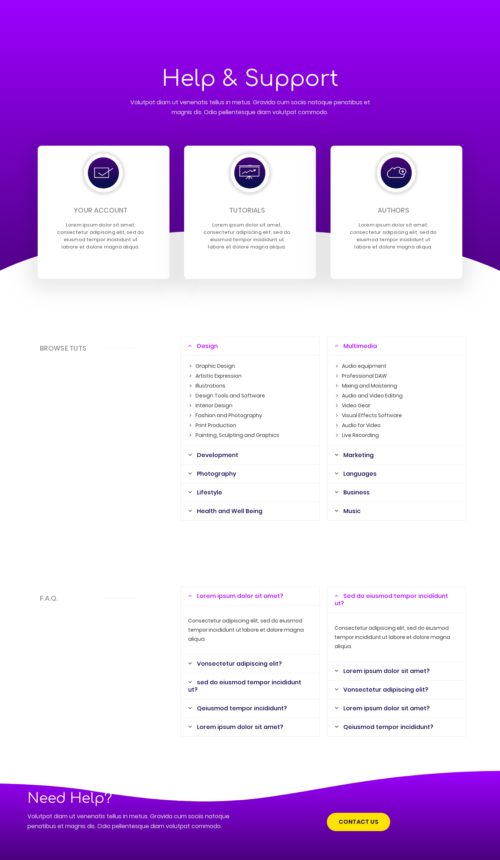 Help & Support
Volutpat diam ut venenatis tellus in metus. Gravida cum sociis natoque penatibus et
magnis dis. Odio pellentesque diam volutpat commodo.
YOUR ACCOUNT
Lorem ipsum dolor sit amet,
consectetur adipiscing elit, sed do
eiusmod tempor incididunt ut
labore et dolore magna aliqua.
TUTORIALS
Lorem ipsum dolor sit amet,
consectetur adipiscing elit, sed do
eiusmod tempor incididunt ut
labore et dolore magna aliqua.
AUTHORS
Lorem ipsum dolor sit amet,
consectetur adipiscing elit, sed do
eiusmod tempor incididunt ut
labore et dolore magna aliqua.
BROWSE TUTS
Design
Graphic Design
Artistic Expression
Illustrations
Design Tools and Software
Interior Design
Fashion and Photography
Print Production
Painting, Sculpting and Graphics
Development
Photography
Lifestyle
Health and Well Being
Multimedia
Audio equipment
Professional DAW
Mixing and Mastering
Audio and Video Editing
Video Gear
Visual Effects Software
Audio for Video
Live Recording
Marketing
Languages
Business
Music
F.A.Q.
Lorem ipsum dolor sit amet?
Consectetur adipiscing elit, sed do eiusmod
tempor incididunt ut labore et dolore magna
aliqua.
Vonsectetur adipiscing elit?
sed do eiusmod tempor incididunt
ut?
Qeiusmod tempor incididunt?
Lorem ipsum dolor sit amet?
Sed do eiusmod tempor incididunt
ut?
Consectetur adipiscing elit, sed do eiusmod
tempor incididunt ut labore et dolore magna
aliqua.
Lorem ipsum dolor sit amet?
Vonsectetur adipiscing elit?
Lorem ipsum dolor sit amet?
Qeiusmod tempor incididunt?
Need Help?
Volutpat diam ut venenatis tellus in metus. Gravida cum sociis natoque
penatibus et magnis dis. Odio pellentesque diam volutpat commodo.
CONTACT US